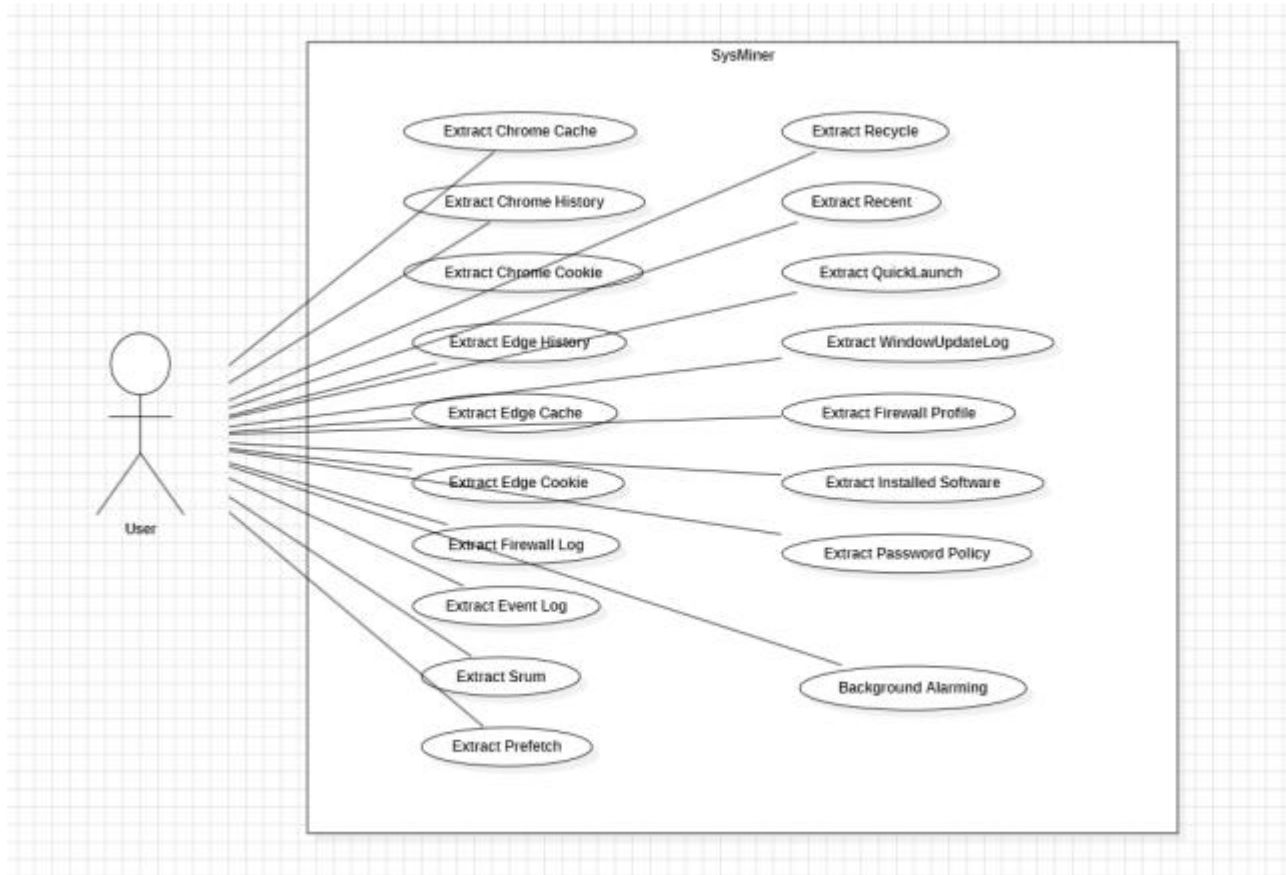 SysMiner
Extract Chrome Cache
Extract Chrome History
Extract Chrome Cookie
Extract Edge History
Extract Edge Cache
Extract Edge Cookie
Extract Firewall Log
Extract Event Log
Extract Srum
Extract Prefetch
Extract Recycle
Extract Recent
Extract QuickLaunch
Extract WindowUpdateLog
Extract Firewall Profile
Extract Installed Software
Extract Password Policy
Background Alarming
User